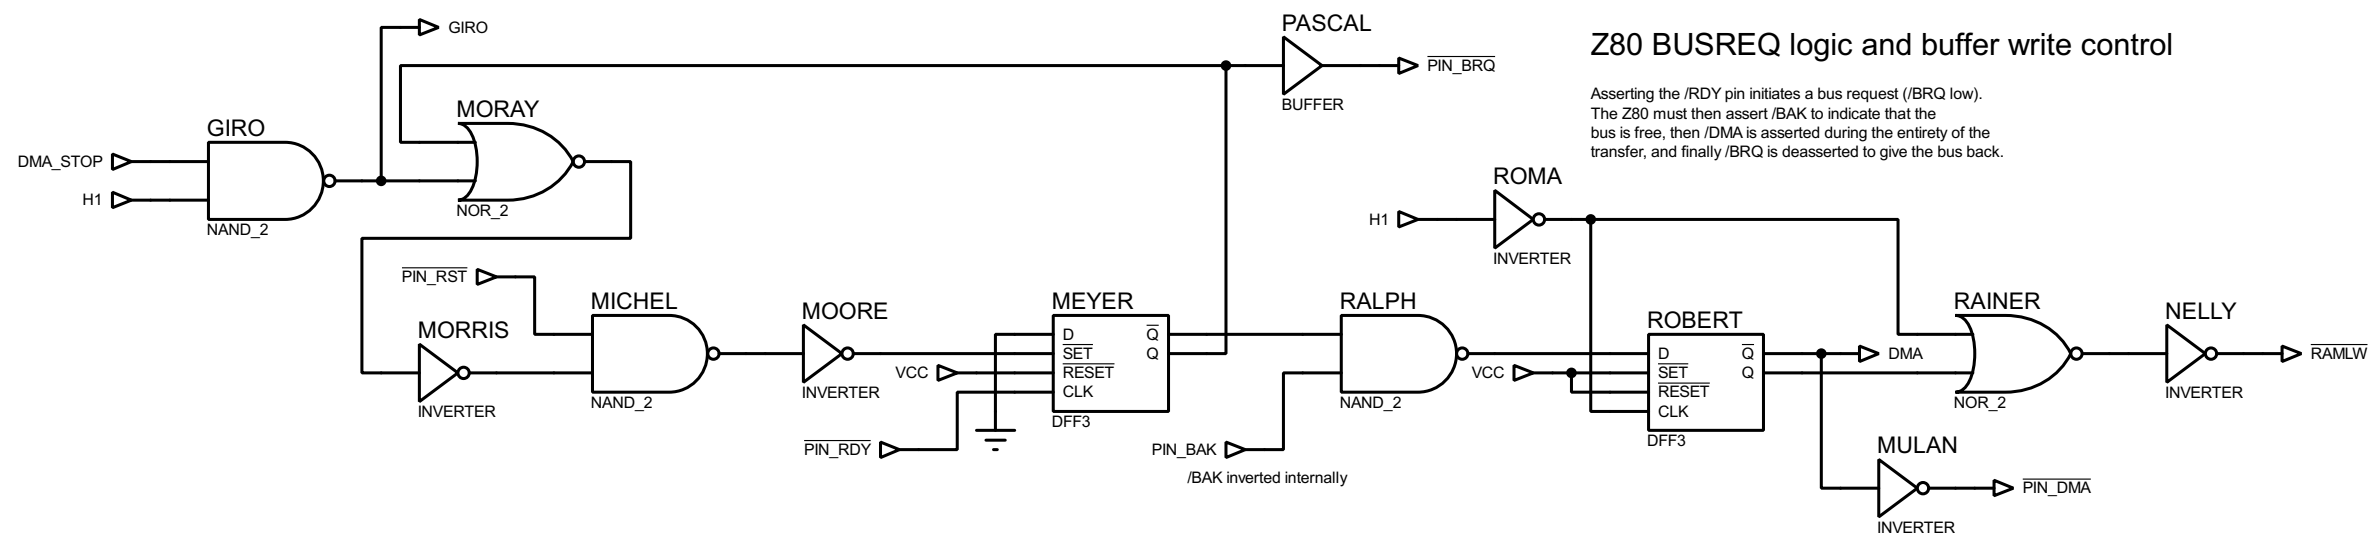 GIRO
PASCAL
PIN_BRQ
BUFFER
Z80 BUSREQ logic and buffer write control
Asserting the /RDY pin initiates a bus request (/BRQ low).
The Z80 must then assert /BAK to indicate that the
bus is free, then /DMA is asserted during the entirety of the
transfer, and finally /BRQ is deasserted to give the bus back.
GIRO
DMA_STOP
H1
NAND_2
MORAY
NOR_2
ROMA
H1
INVERTER
PIN_RST
MORRIS
INVERTER
MICHEL
NAND_2
MOORE
INVERTER
VCC
PIN_RDY
MEYER
D
SET
RESET
CLK
Q
Q
DFF3
RALPH
NAND_2
PIN_BAK
/BAK inverted internally
VCC
ROBERT
D
SET
RESET
CLK
Q
Q
DFF3
DMA
RAINER
NOR_2
NELLY
INVERTER
RAMLW
MULAN
INVERTER
PIN_DMA